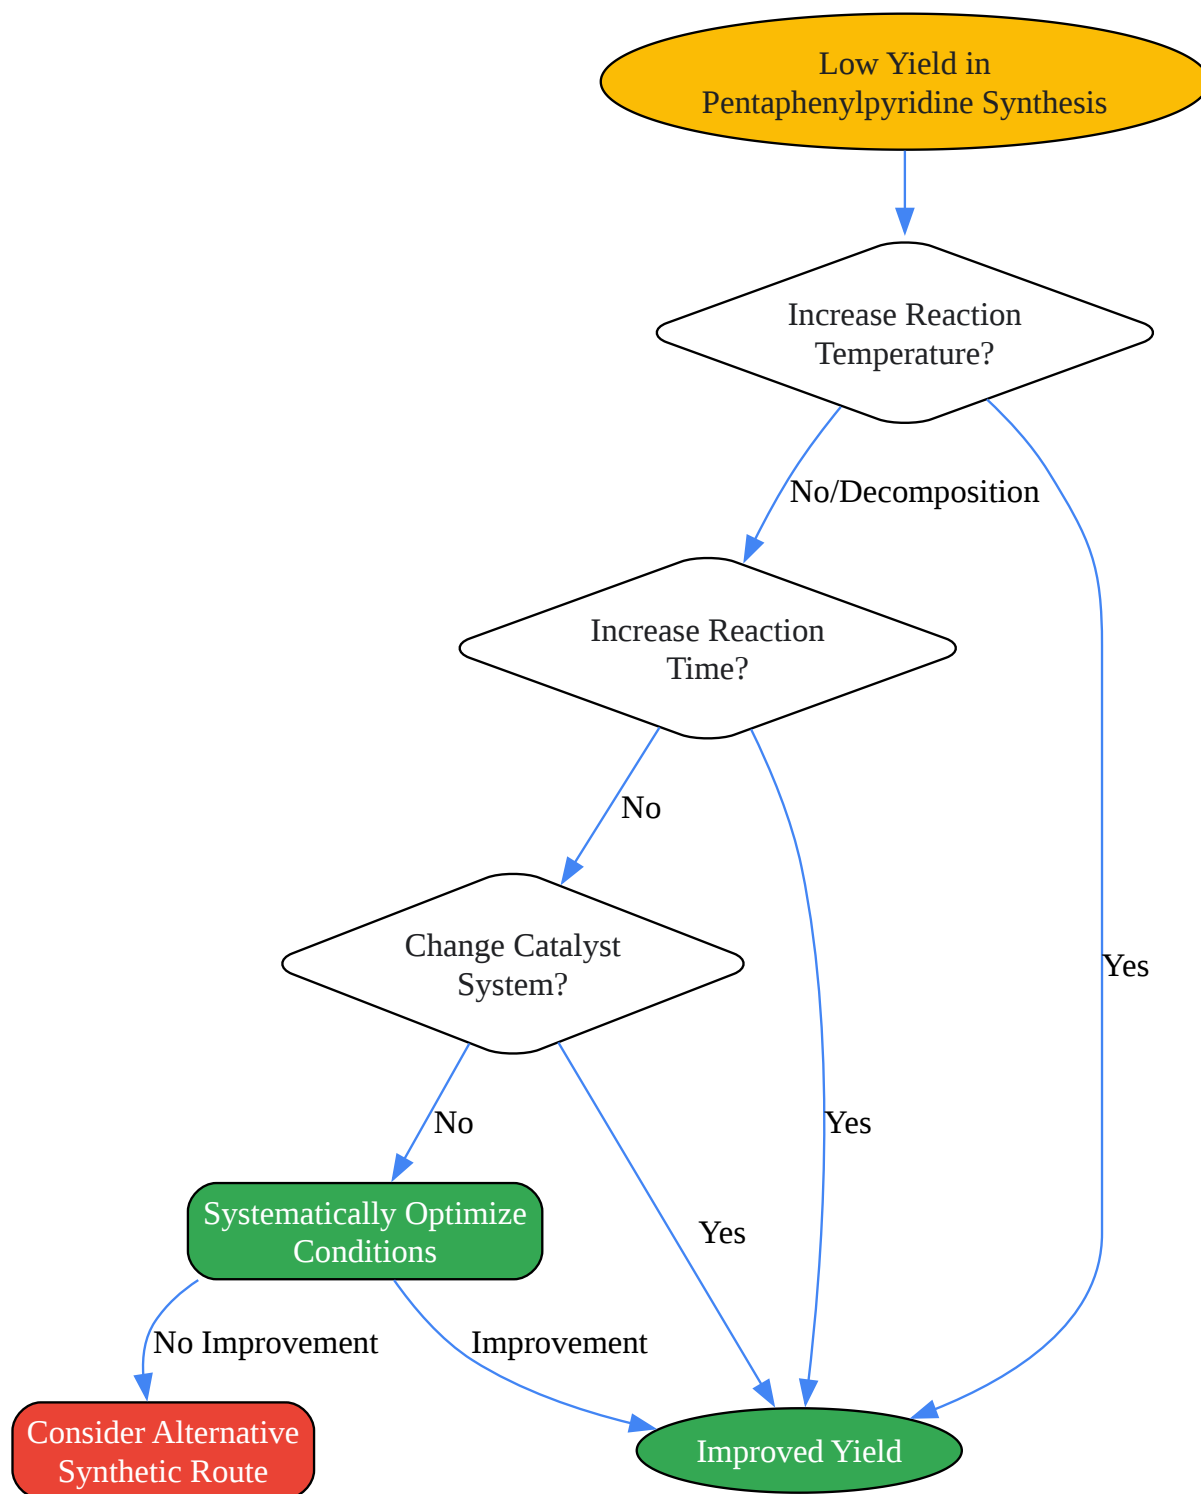 Low Yield in
Pentaphenylpyridine Synthesis
Increase Reaction
Temperature?
No/Decomposition
Increase Reaction
Time?
No
Change Catalyst
System?
Yes
No
Yes
Systematically Optimize
Conditions
Yes
No Improvement
Improvement
Consider Alternative
Synthetic Route
Improved Yield